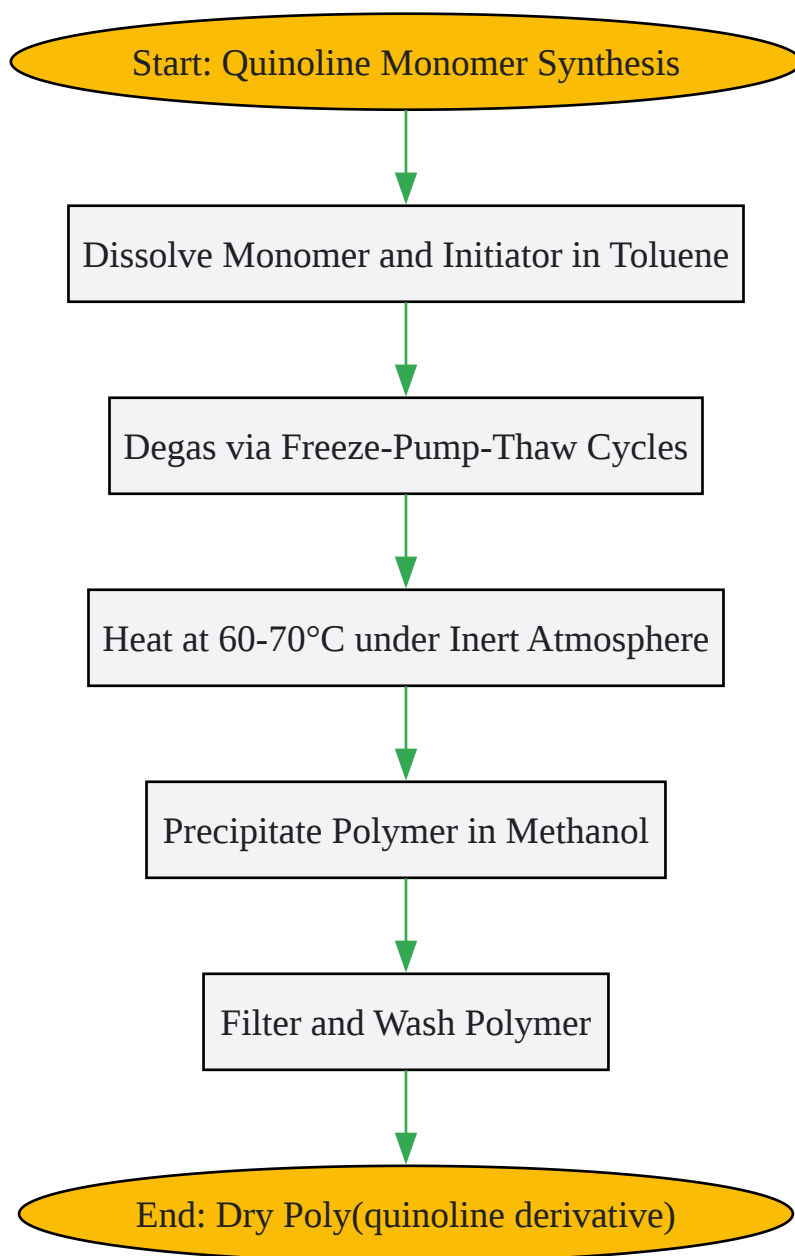 Start: Quinoline Monomer Synthesis
Dissolve Monomer and Initiator in Toluene
Degas via Freeze-Pump-Thaw Cycles
Heat at 60-70°C under Inert Atmosphere
Precipitate Polymer in Methanol
Filter and Wash Polymer
End: Dry Poly(quinoline derivative)